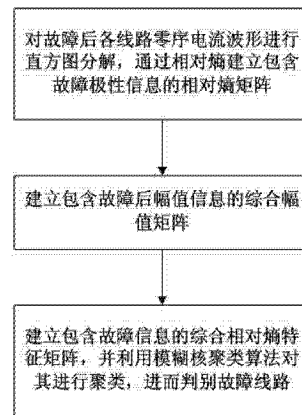 对故障后各线路零序电流波形进行
直方图分解，通过相对熵建立包含
故障极性信息的相对熵矩阵
建立包含故障后幅值信息的综合幅
值矩阵
建立包含故障信息的综合相对熵特
征矩阵，并利用模糊核聚类算法对
其进行聚类，进而判别故障线路